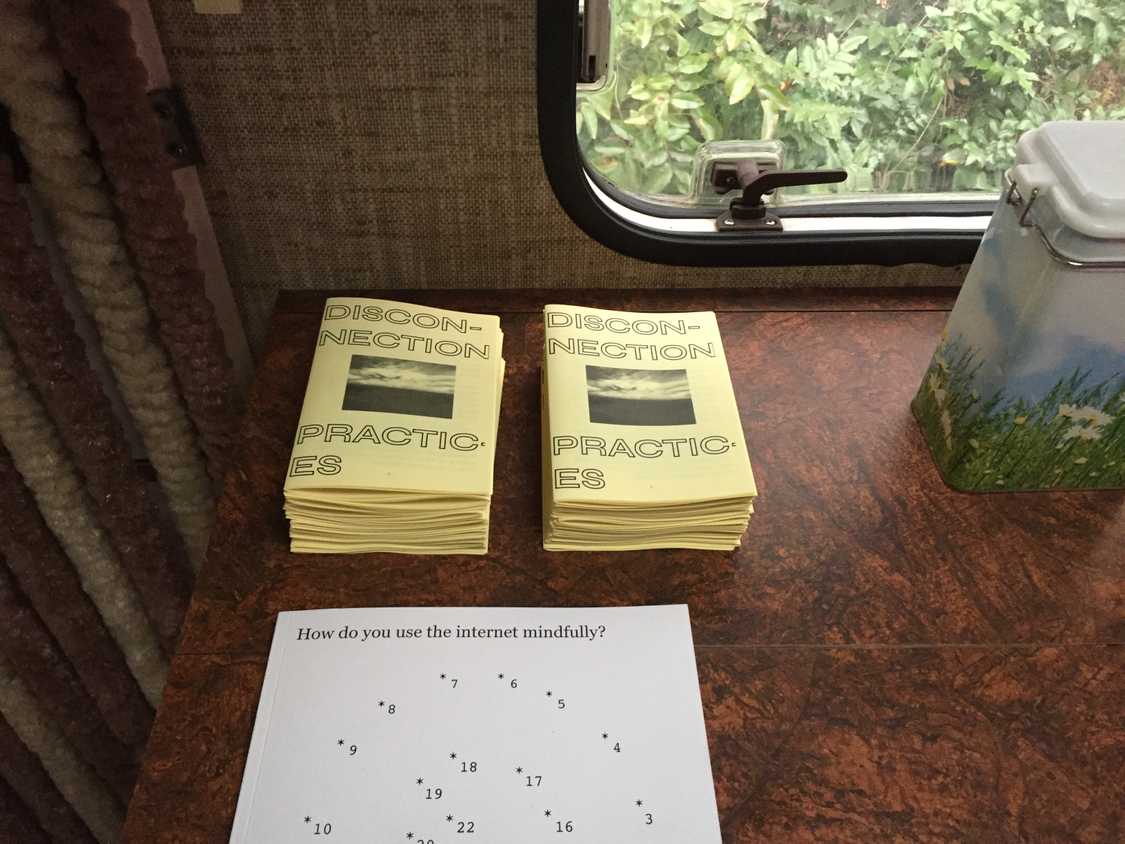 DISCON-
NECTION
PRACTIC-
ES
DISCON-
NECTION
PRACTIC-
ES
How do you use the internet mindfully?
* 7
* 6
* 5
* 8
* 4
* 9
* 18
* 17
* 19
* 3
* 10
* 22
* 16
* 20